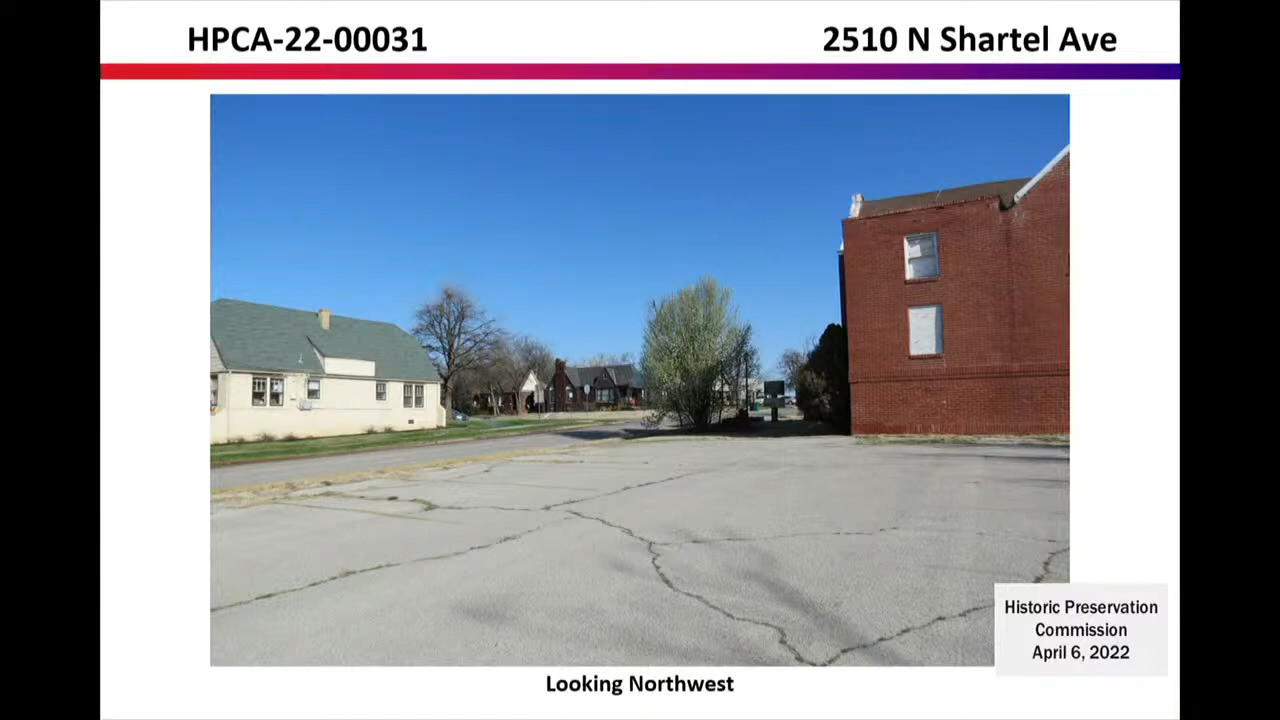 HPCA-22-00031
2510 N Shartel Ave
Historic Preservation
Commission
April 6, 2022
Looking Northwest